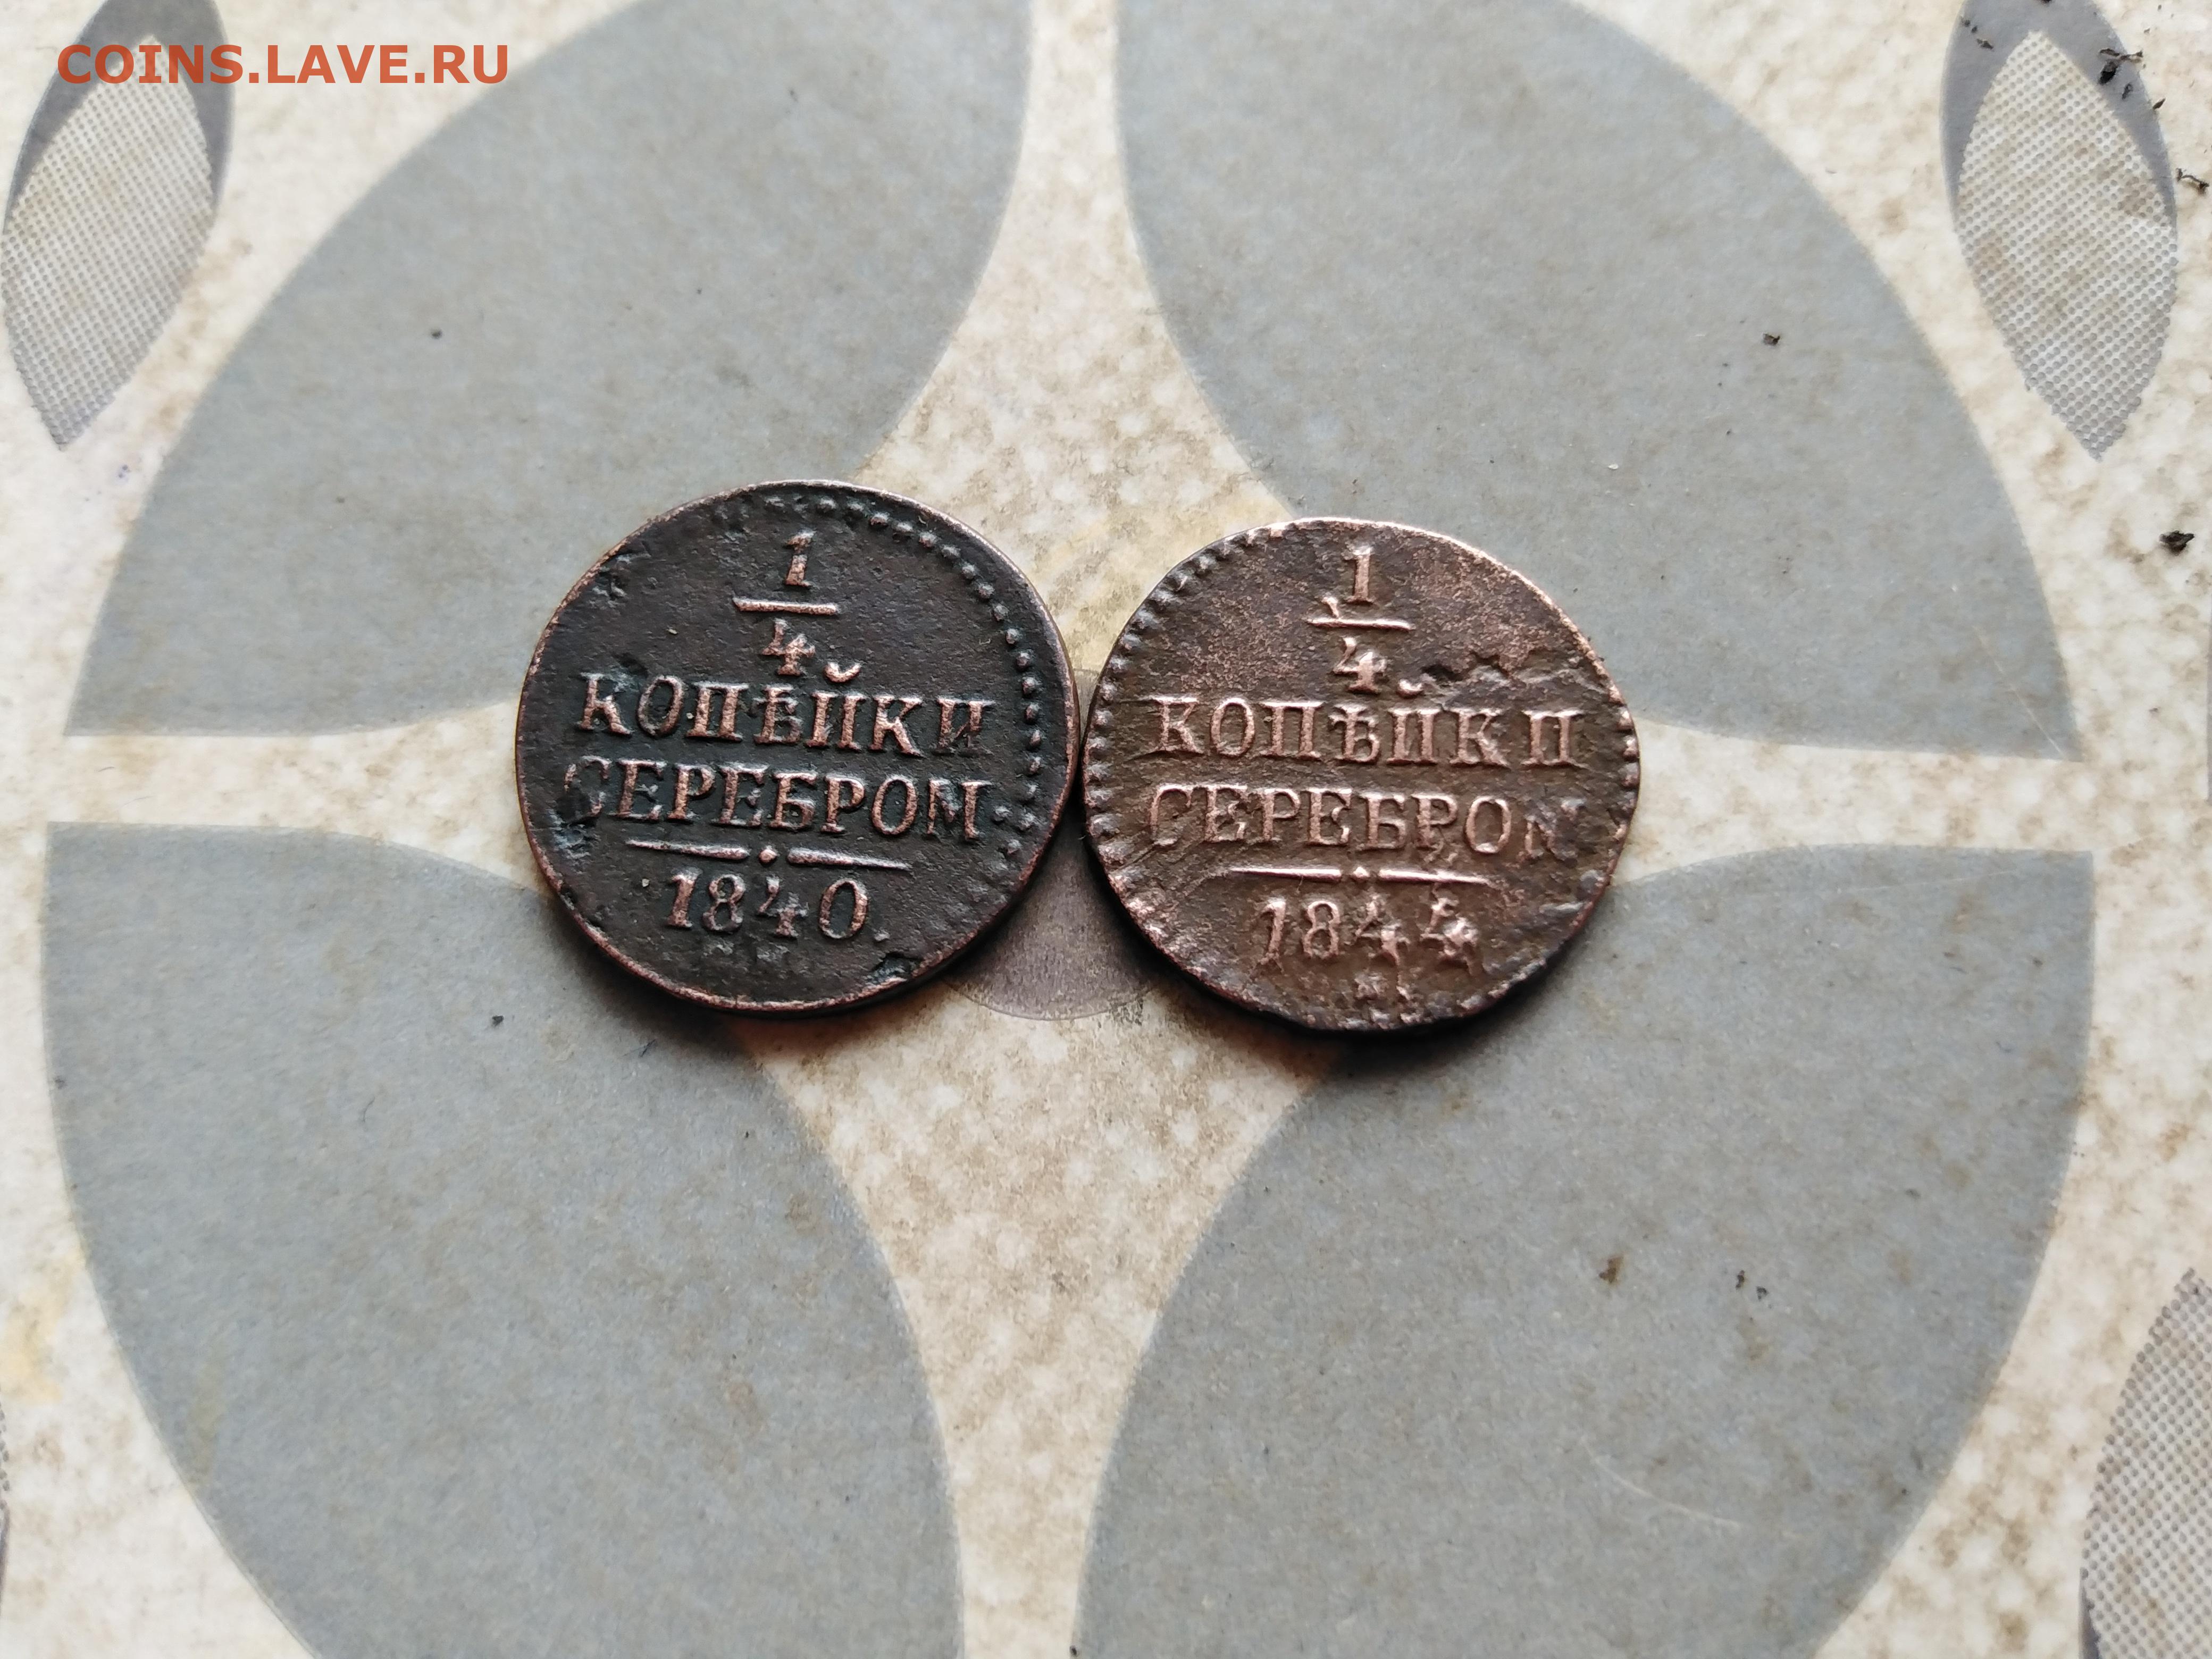 COINS.LAVE.RU
1
4
КОПѢЙКИ
СЕРЕБРОМ
1840.
1
4
КОПѢЙКИ
СЕРЕБРОМ
1844